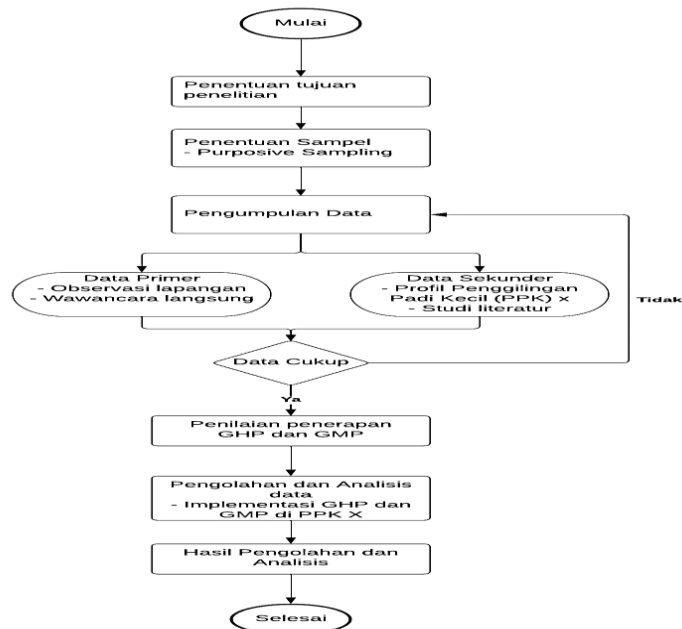 Mulai
Penentuan tujuan
penelitian
Penentuan Sampel
- Purposive Sampling
Pengumpulan Data
Data Primer
- Observasi lapangan
- Wawancara langsung
Data Sekunder
- Profil Penggilingan
Padi Kecil (PPK) x
- Studi literatur
Tidak
Data Cukup
Ya
Penilaian penerapan
GHP dan GMP
Pengolahan dan Analisis
data
- Implementasi GHP dan
GMP di PPK X
Hasil Pengolahan dan
Analisis
Selesai